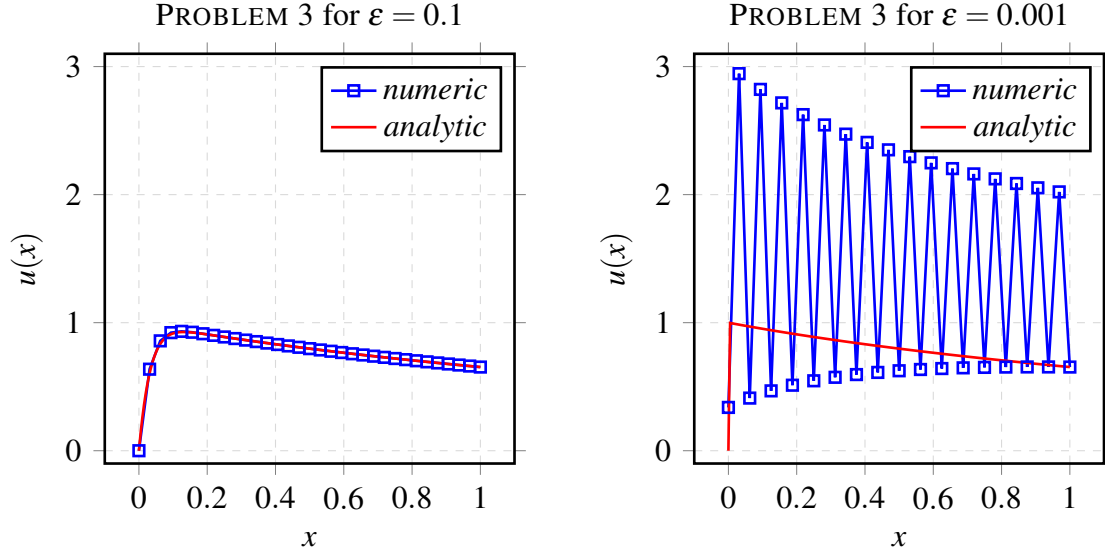 PROBLEM 3 for ε = 0.1
3
2
1
0
u(x)
numeric
analytic
0 0.2 0.4 0.6 0.8 1
x
PROBLEM 3 for ε = 0.001
3
2
1
0
u(x)
numeric
analytic
0 0.2 0.4 0.6 0.8 1
x